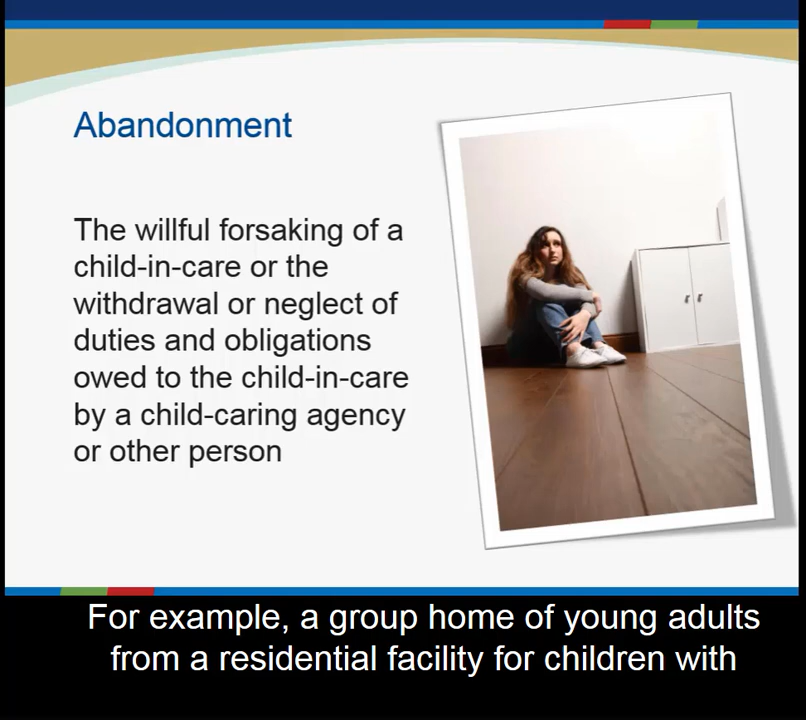 Abandonment
The willful forsaking of a
child-in-care or the
withdrawal or neglect of
duties and obligations
owed to the child-in-care
by a child-caring agency
or other person
For example, a group home of young adults
from a residential facility for children with